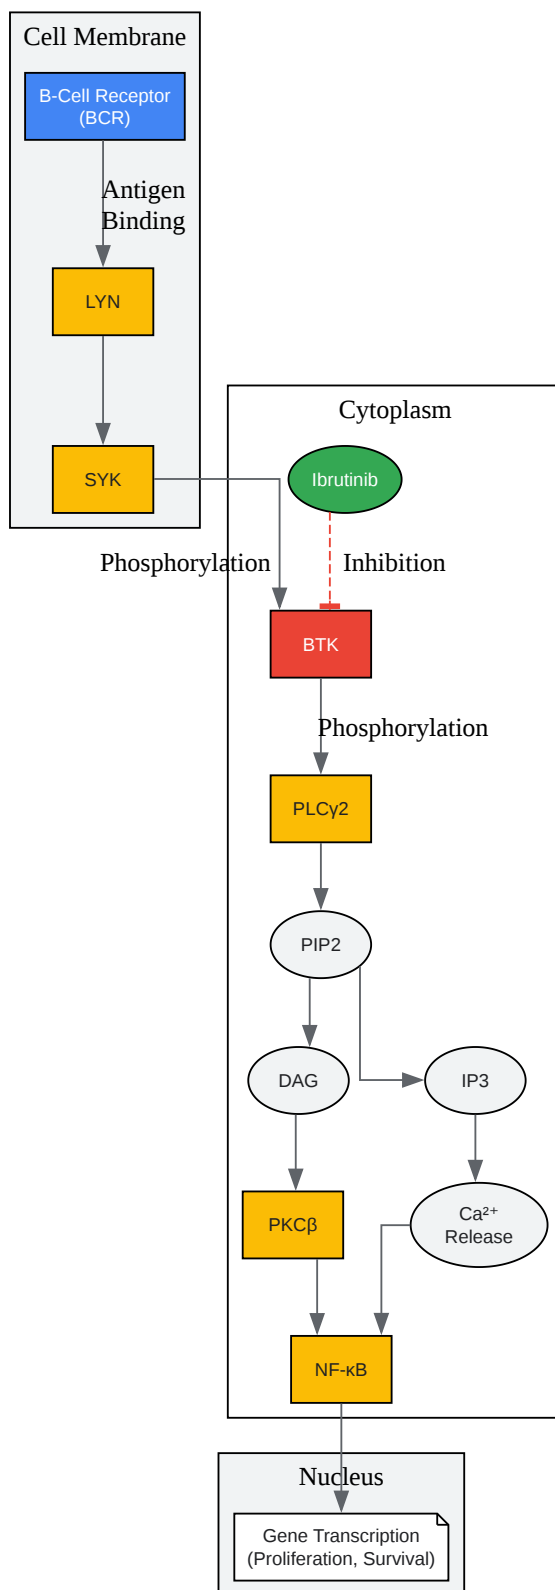 Cell Membrane
B-Cell Receptor
(BCR)
Antigen
Binding
LYN
SYK
Cytoplasm
Ibrutinib
Phosphorylation
Inhibition
BTK
Phosphorylation
PLCγ2
PIP2
DAG
IP3
PKCβ
Ca²⁺
Release
NF-κB
Nucleus
Gene Transcription
(Proliferation, Survival)